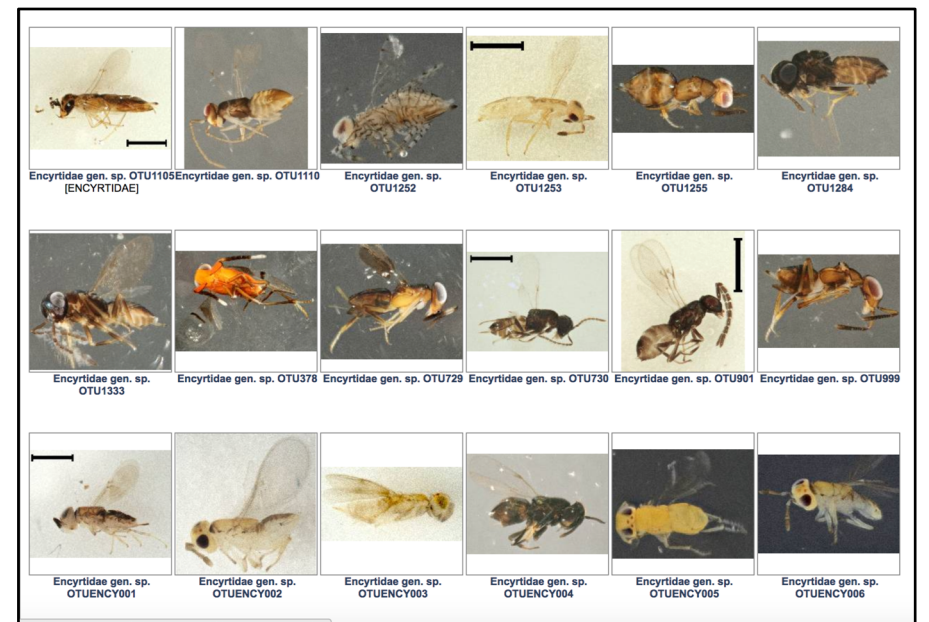 Encyrtidae gen. sp. OTU1105
[ENCYRTIDAE]
Encyrtidae gen. sp. OTU1110
Encyrtidae gen. sp.
OTU1252
Encyrtidae gen. sp.
OTU1253
Encyrtidae gen. sp.
OTU1255
Encyrtidae gen. sp.
OTU1284
Encyrtidae gen. sp.
OTU1333
Encyrtidae gen. sp. OTU378
Encyrtidae gen. sp. OTU729
Encyrtidae gen. sp. OTU730
Encyrtidae gen. sp. OTU901
Encyrtidae gen. sp. OTU999
Encyrtidae gen. sp.
OTUENCY001
Encyrtidae gen. sp.
OTUENCY002
Encyrtidae gen. sp.
OTUENCY003
Encyrtidae gen. sp.
OTUENCY004
Encyrtidae gen. sp.
OTUENCY005
Encyrtidae gen. sp.
OTUENCY006